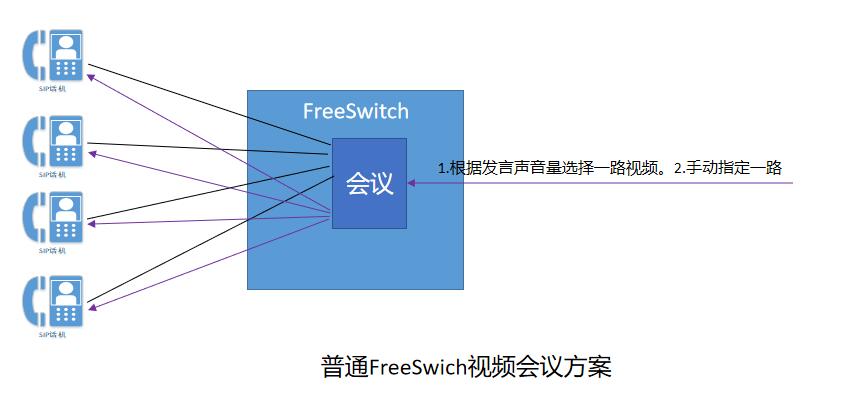 SIP话机
SIP话机
SIP话机
SIP话机
FreeSwitch
会议
1.根据发言声音量选择一路视频。2.手动指定一路
普通FreeSwich视频会议方案